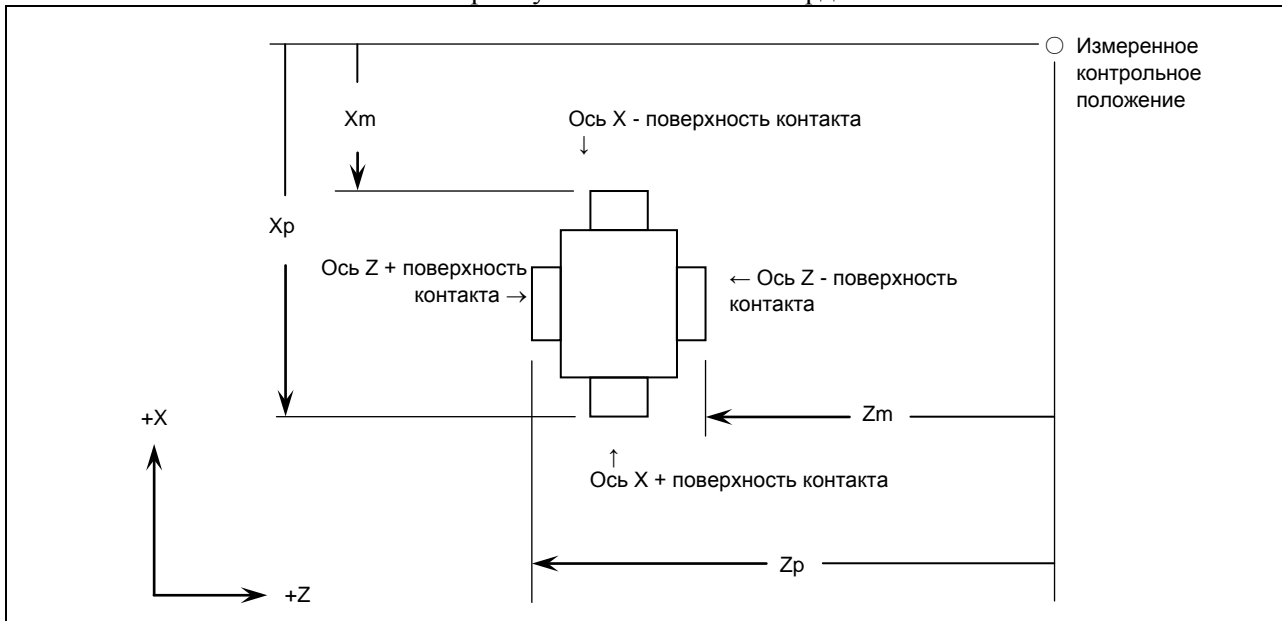 Измеренное
контрольное
положение
Xm
Ось X - поверхность контакта
↓
Xp
Ось Z + поверхность
контакта →
← Ось Z - поверхность
контакта
+X
Zm
↑
Ось X + поверхность контакта
Zp
+Z